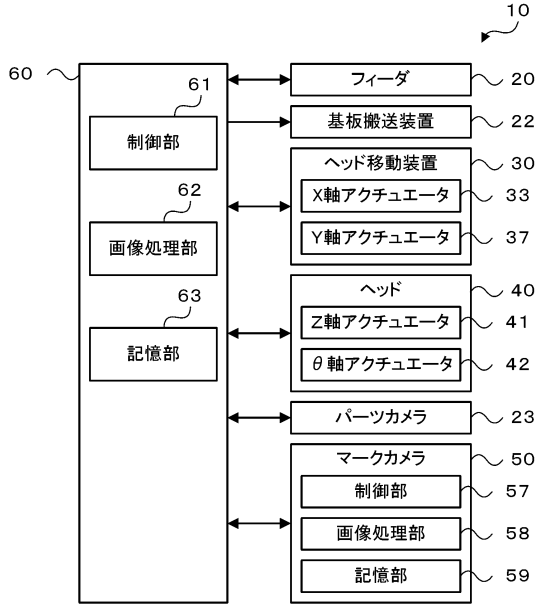 10
60
61
制御部
62
画像処理部
63
記憶部
フィーダ
20
基板搬送装置
22
ヘッド移動装置
30
X軸アクチュエータ
33
Y軸アクチュエータ
37
ヘッド
40
Z軸アクチュエータ
41
θ軸アクチュエータ
42
パーツカメラ
23
マークカメラ
50
制御部
57
画像処理部
58
記憶部
59